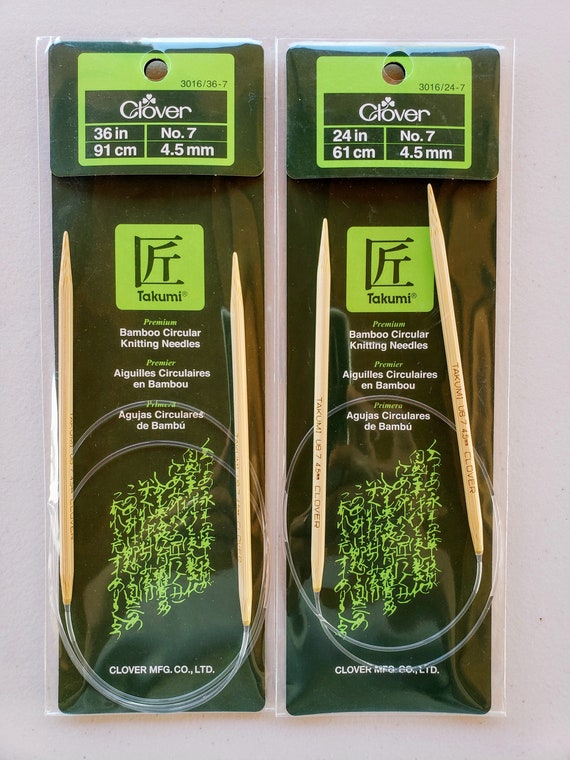 3016/36-7
Clover
36 in
No. 7
91 cm
4.5 mm
匠
Takumi®
Premium
Bamboo Circular
Knitting Needles
Premier
Aiguilles Circulaires
en Bambou
Primera
Agujas Circulares
de Bambú
CLOVER MFG. CO., LTD.
3016/24-7
Clover
24 in
No. 7
61 cm
4.5 mm
匠
Takumi®
Premium
Bamboo Circular
Knitting Needles
Premier
Aiguilles Circulaires
en Bambou
Primera
Agujas Circulares
de Bambú
TAKUMI US 7 4.5mm CLOVER
TAKUMI US 7 4.5mm CLOVER
CLOVER MFG. CO., LTD.